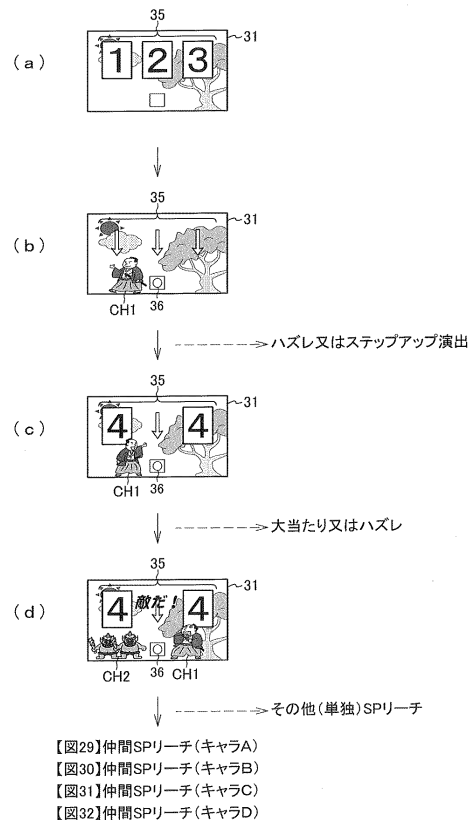 35
31
(a)
1 2 3
35
31
(b)
CH1
36
ハズレ又はステップアップ演出
35
31
(c)
4 4
CH1
36
大当たり又はハズレ
35
31
(d)
4 敵だ! 4
CH2
36
CH1
その他(単独)SPリーチ
【図29】仲間SPリーチ(キャラA)
【図30】仲間SPリーチ(キャラB)
【図31】仲間SPリーチ(キャラC)
【図32】仲間SPリーチ(キャラD)